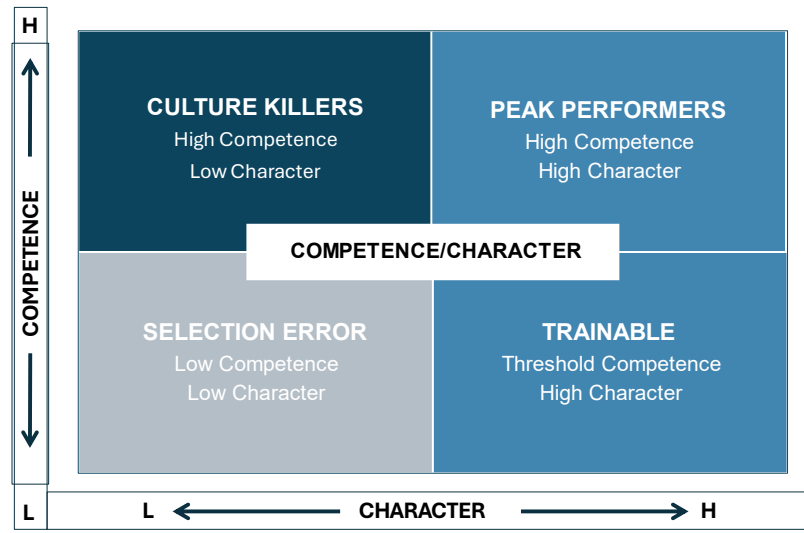 H
CULTURE KILLERS
High Competence
Low Character
PEAK PERFORMERS
High Competence
High Character
COMPETENCE
COMPETENCE/CHARACTER
SELECTION ERROR
Low Competence
Low Character
TRAINABLE
Threshold Competence
High Character
L
L CHARACTER H